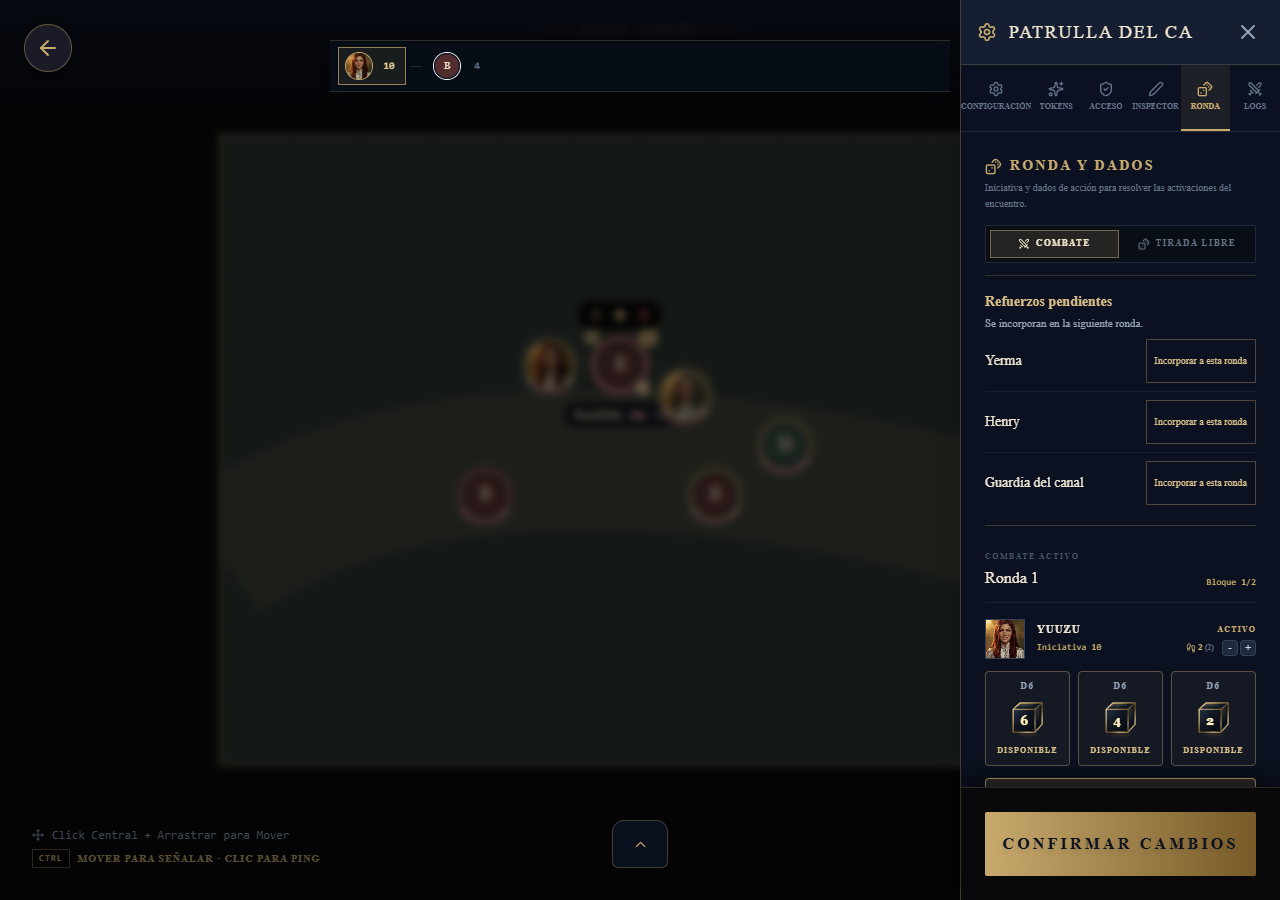 10
B
4
PATRULLA DEL CA
CONFIGURACIÓN
TOKENS
ACCESO
INSPECTOR
RONDA
LOGS
RONDA Y DADOS
Iniciativa y dados de acción para resolver las activaciones del
encuentro.
COMBATE
TIRADA LIBRE
Refuerzos pendientes
Se incorporan en la siguiente ronda.
Yerma
Incorporar a esta ronda
Henry
Incorporar a esta ronda
Guardia del canal
Incorporar a esta ronda
COMBATE ACTIVO
Ronda 1
Bloque 1/2
YUUZU
ACTIVO
Iniciativa 10
2 (2)
- +
D6
D6
D6
6
4
2
DISPONIBLE
DISPONIBLE
DISPONIBLE
CONFIRMAR CAMBIOS
Click Central + Arrastrar para Mover
CTRL MOVER PARA SEÑALAR · CLIC PARA PING